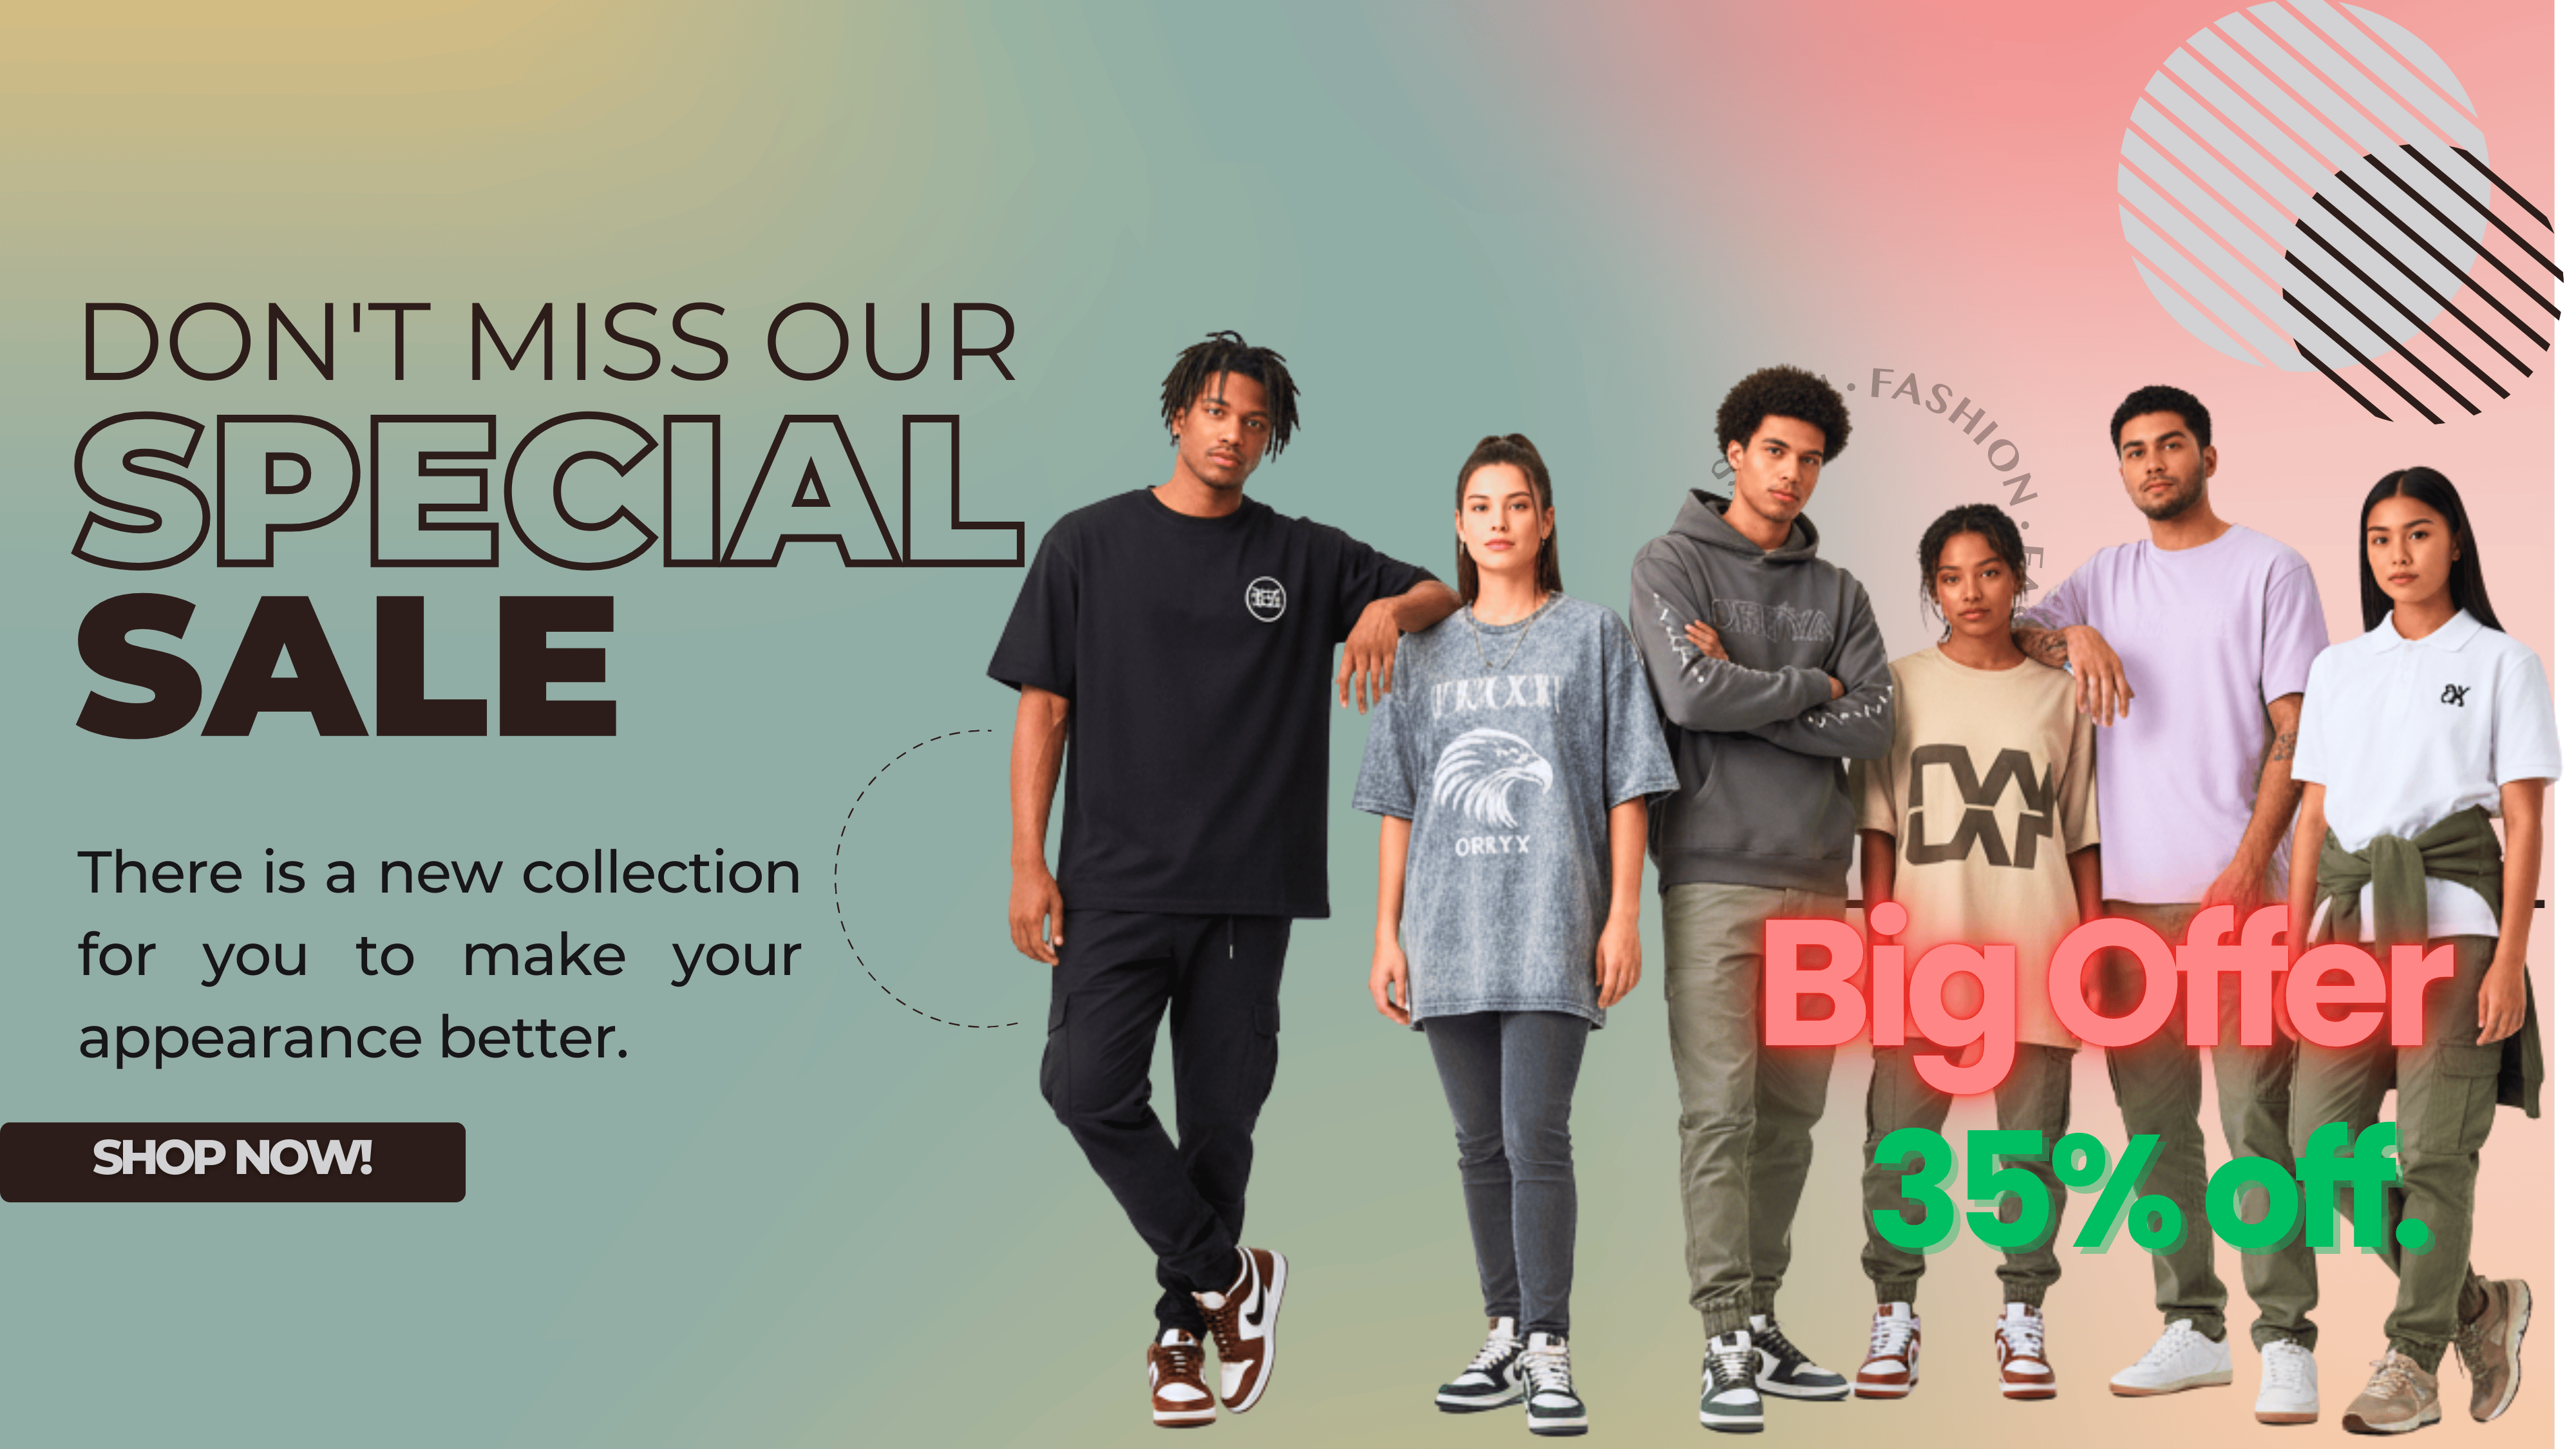 DON'T MISS OUR
SPECIAL
SALE
There is a new collection
for you to make your
appearance better.
SHOP NOW!
FASHION
ORRYX
Big Offer
35% off.